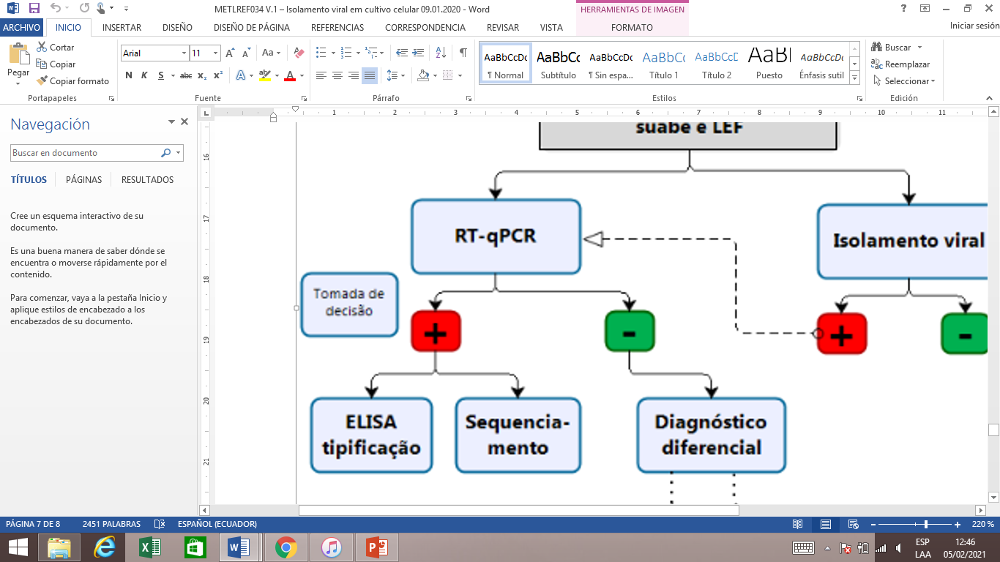 METLREF034 V.1 – Isolamento viral em cultivo celular 09.01.2020 - Word
HERRAMIENTAS DE IMAGEN
ARCHIVO INICIO INSERTAR DISEÑO DISEÑO DE PÁGINA REFERENCIAS CORRESPONDENCIA REVISAR VISTA FORMATO Iniciar sesión
Pegar
Cortar
Copiar
Copiar formato
Portapapeles
Arial 11
N K S abc x₂ x²
Fuente
Párrafo
AaBbCcDc AaBbCc AaBbCcDc AaBbCc AaBbCcD AaBl AaBbCcDc
¶ Normal Subtítulo ¶ Sin espa... Título 1 Título 2 Puesto Énfasis sutil
Estilos
Buscar
Reemplazar
Seleccionar
Edición
Navegación
Buscar en documento
TÍTULOS PÁGINAS RESULTADOS
Cree un esquema interactivo de su
documento.
Es una buena manera de saber dónde se
encuentra o moverse rápidamente por el
contenido.
Para comenzar, vaya a la pestaña Inicio y
aplique estilos de encabezado a los
encabezados de su documento.
1 2 3 4 5 6 7 8 9 10 11
16
17
18
19
20
21
suabe e LEF
RT-qPCR
Isolamento viral
Tomada de
decisão
+ - + -
ELISA
tipificação
Sequencia-
mento
Diagnóstico
diferencial
PÁGINA 7 DE 8 2451 PALABRAS ESPAÑOL (ECUADOR) 220 %
ESP
LAA
12:46
05/02/2021